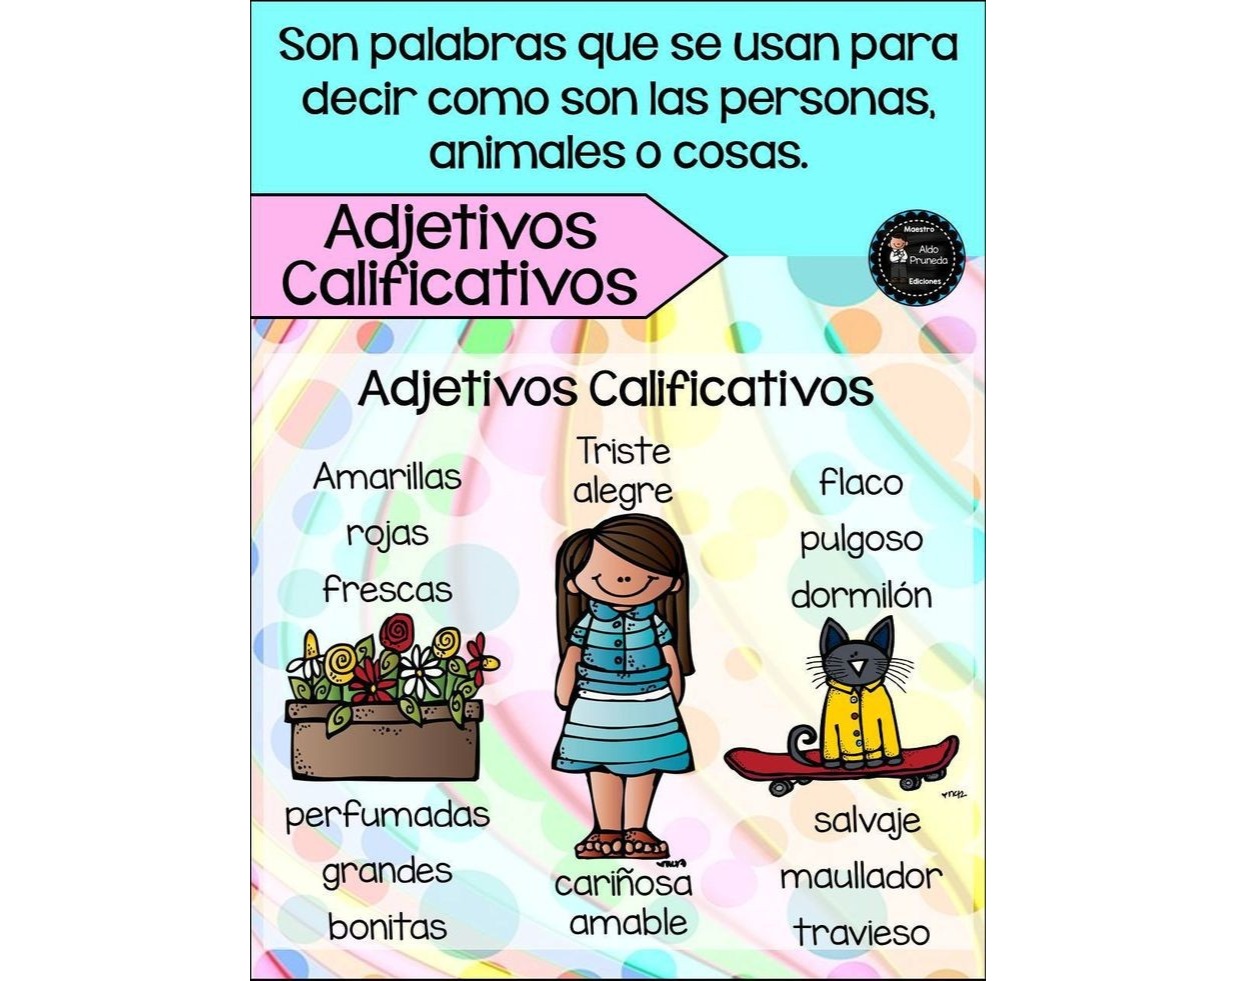 Son palabras que se usan para
decir como son las personas,
animales o cosas.
Adjetivos
Calificativos
Maestro
Aldo
Pruneda
Ediciones
Adjetivos Calificativos
Amarillas
rojas
frescas
perfumadas
grandes
bonitas
Triste
alegre
cariñosa
amable
flaco
pulgoso
dormilón
salvaje
maullador
travieso